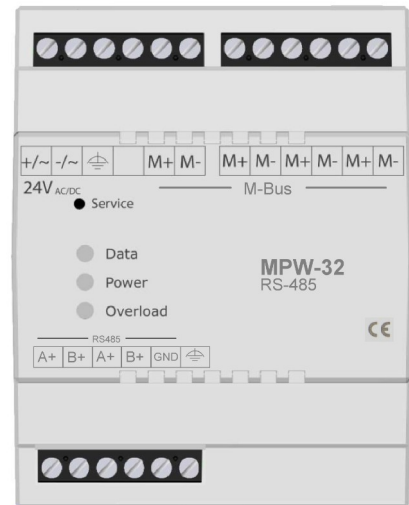 +/~ -/~ M+ M- M+ M- M+ M- M+ M-
24V AC/DC M-Bus
Service
Data
Power
Overload
MPW-32
RS-485
CE
RS485
A+ B+ A+ B+ GND